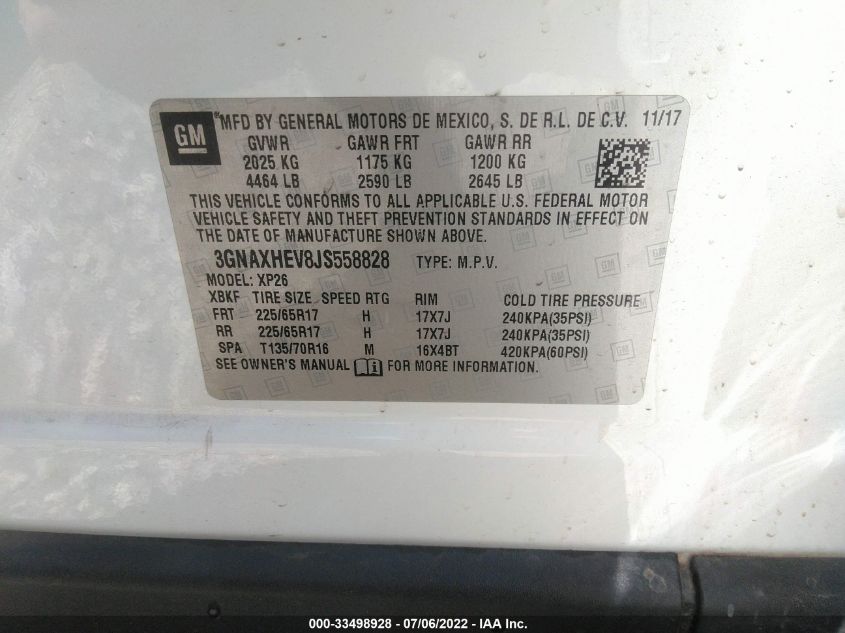 GM
MFD BY GENERAL MOTORS DE MEXICO, S. DE R.L. DE C.V. 11/17
GVWR GAWR FRT GAWR RR
2025 KG 1175 KG 1200 KG
4464 LB 2590 LB 2645 LB
THIS VEHICLE CONFORMS TO ALL APPLICABLE U.S. FEDERAL MOTOR
VEHICLE SAFETY AND THEFT PREVENTION STANDARDS IN EFFECT ON
THE DATE OF MANUFACTURE SHOWN ABOVE.
3GNAXHEV8JS558828 TYPE: M.P.V.
MODEL: XP26
XBKF TIRE SIZE SPEED RTG RIM COLD TIRE PRESSURE
FRT 225/65R17 H 17X7J 240KPA(35PSI)
RR 225/65R17 H 17X7J 240KPA(35PSI)
SPA T135/70R16 M 16X4BT 420KPA(60PSI)
SEE OWNER'S MANUAL FOR MORE INFORMATION.
000-33498928 - 07/06/2022 - IAA Inc.